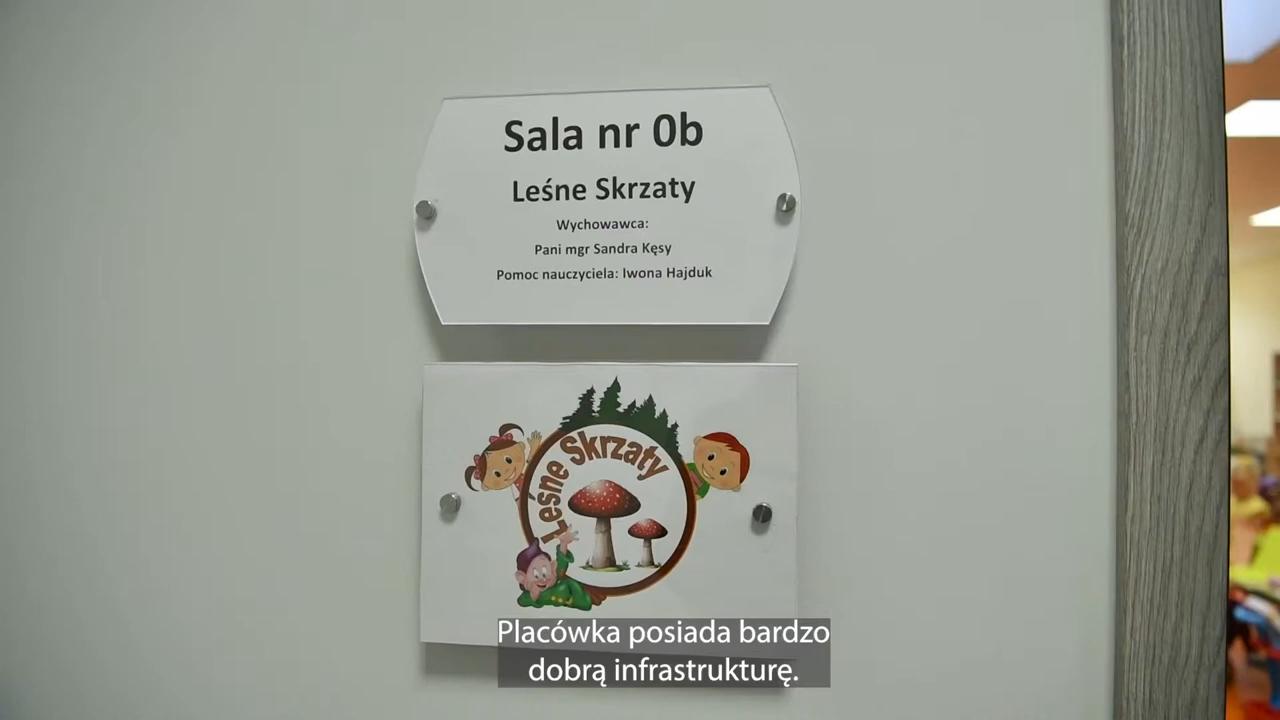 Sala nr 0b
Leśne Skrzaty
Wychowawca:
Pani mgr Sandra Kęsy
Pomoc nauczyciela: Iwona Hajduk
Leśne Skrzaty
Placówka posiada bardzo
dobrą infrastrukturę.